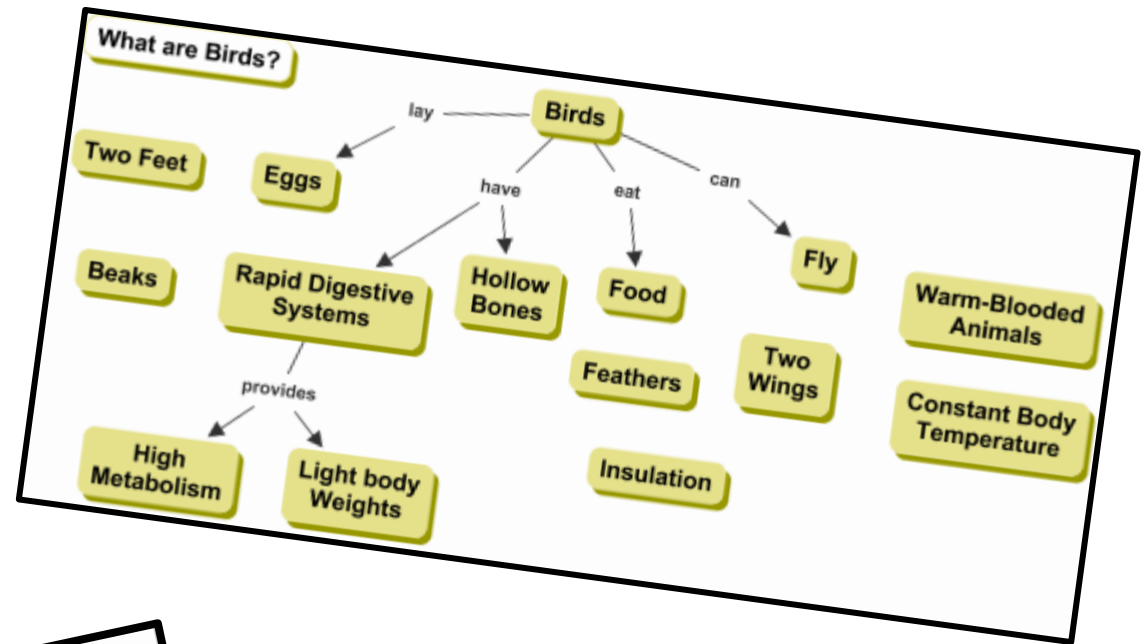 What are Birds?
Birds
lay
Two Feet
Eggs
have
eat
can
Beaks
Rapid Digestive
Systems
Hollow
Bones
Food
Fly
Warm-Blooded
Animals
Feathers
Two
Wings
provides
Constant Body
Temperature
High
Metabolism
Light body
Weights
Insulation